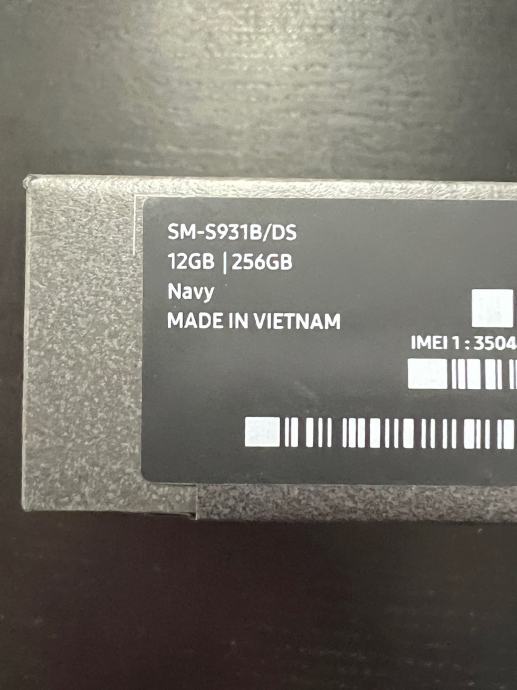 SM-S931B/DS
12GB | 256GB
Navy
MADE IN VIETNAM
IMEI 1 : 3504